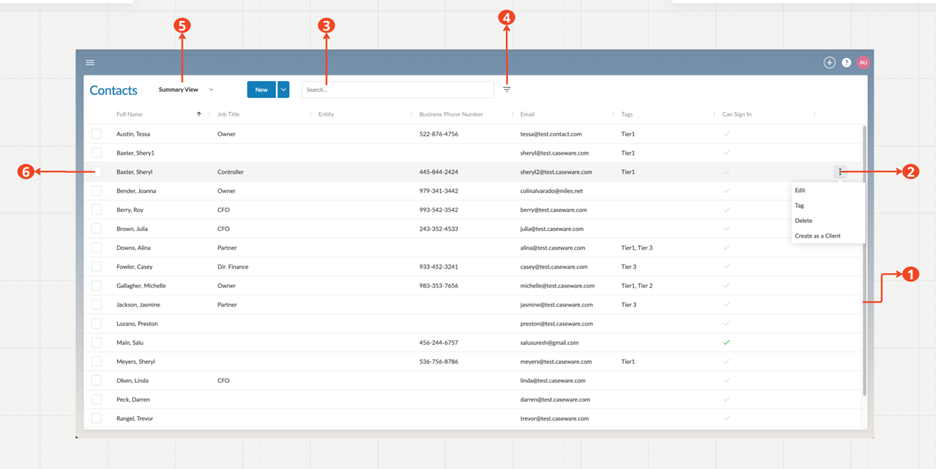 5
3
4
?
AU
Contacts
Summary View
New
Search...
Full Name Job Title Entity Business Phone Number Email Tags Can Sign In
Austin, Tessa Owner 522-876-4756 tessa@test.contact.com Tier1
Baxter, Shery1 sheryl@test.caseware.com Tier1
6
Baxter, Sheryl Controller 445-844-2424 sheryl2@test.caseware.com Tier1
2
Bender, Joanna Owner 979-341-3442 colinalvarado@miles.net
Edit
Tag
Delete
Create as a Client
Berry, Roy CFO 993-542-3542 berry@test.caseware.com
Brown, Julia CFO 243-352-4533 julia@test.caseware.com
Downs, Alina Partner alina@test.caseware.com Tier1, Tier 3
Fowler, Casey Dir. Finance 933-452-3241 casey@test.caseware.com Tier 3
1
Gallagher, Michelle Owner 983-353-7656 michelle@test.caseware.com Tier1, Tier 2
Jackson, Jasmine Partner jasmine@test.caseware.com Tier 3
Lozano, Preston preston@test.caseware.com
Main, Salu 456-244-6757 salusuresh@gmail.com
Meyers, Sheryl 536-756-8786 meyers@test.caseware.com Tier1
Olsen, Linda CFO linda@test.caseware.com
Peck, Darren darren@test.caseware.com
Rangel, Trevor trevor@test.caseware.com